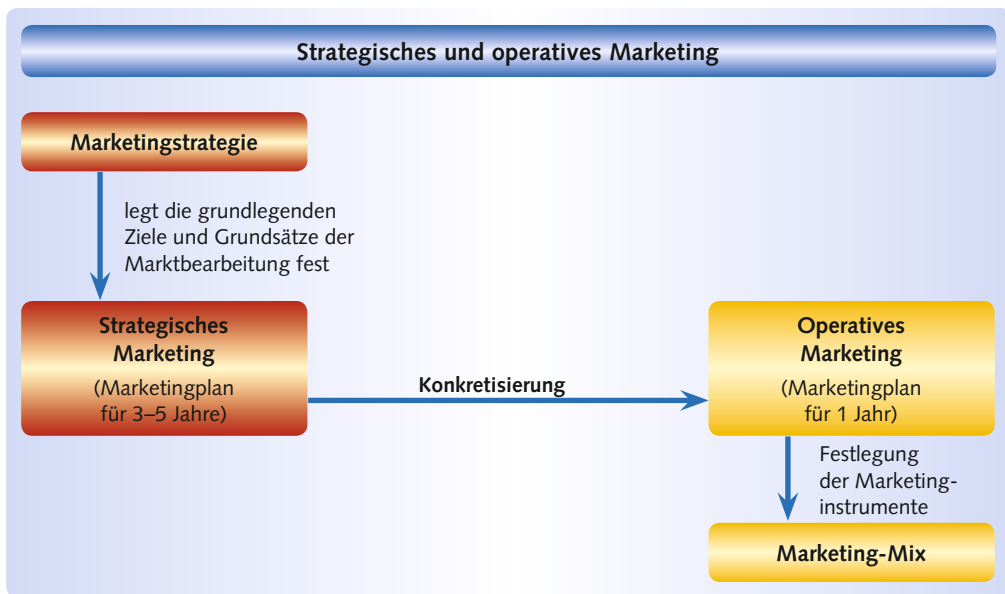 Strategisches und operatives Marketing
Marketingstrategie
legt die grundlegenden
Ziele und Grundsätze der
Marktbearbeitung fest
Strategisches
Marketing
(Marketingplan
für 3–5 Jahre)
Konkretisierung
Operatives
Marketing
(Marketingplan
für 1 Jahr)
Festlegung
der Marketing-
instrumente
Marketing-Mix